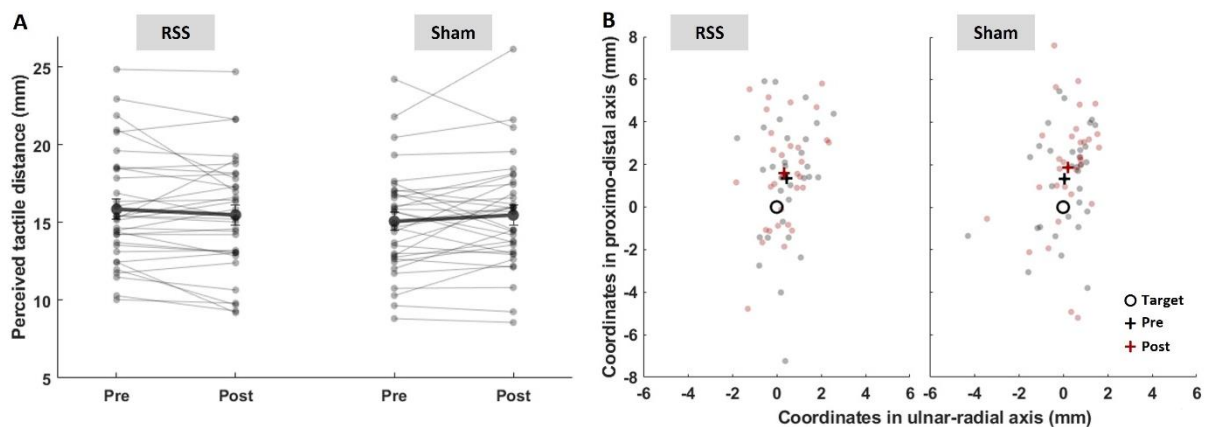 A
RSS
Sham
Perceived tactile distance (mm)
25
20
15
10
5
Pre
Post
Pre
Post
B
RSS
Sham
Coordinates in proximo-distal axis (mm)
8
6
4
2
0
-2
-4
-6
-8
-6 -4 -2 0 2 4 6
-6 -4 -2 0 2 4 6
Coordinates in ulnar-radial axis (mm)
Target
Pre
Post